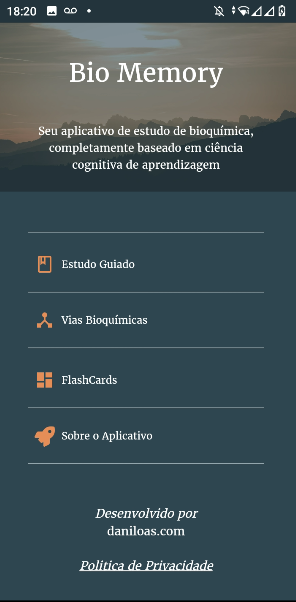 18:20
Bio Memory
Seu aplicativo de estudo de bioquímica,
completamente baseado em ciência
cognitiva de aprendizagem
Estudo Guiado
Vias Bioquímicas
FlashCards
Sobre o Aplicativo
Desenvolvido por
daniloas.com
Politica de Privacidade